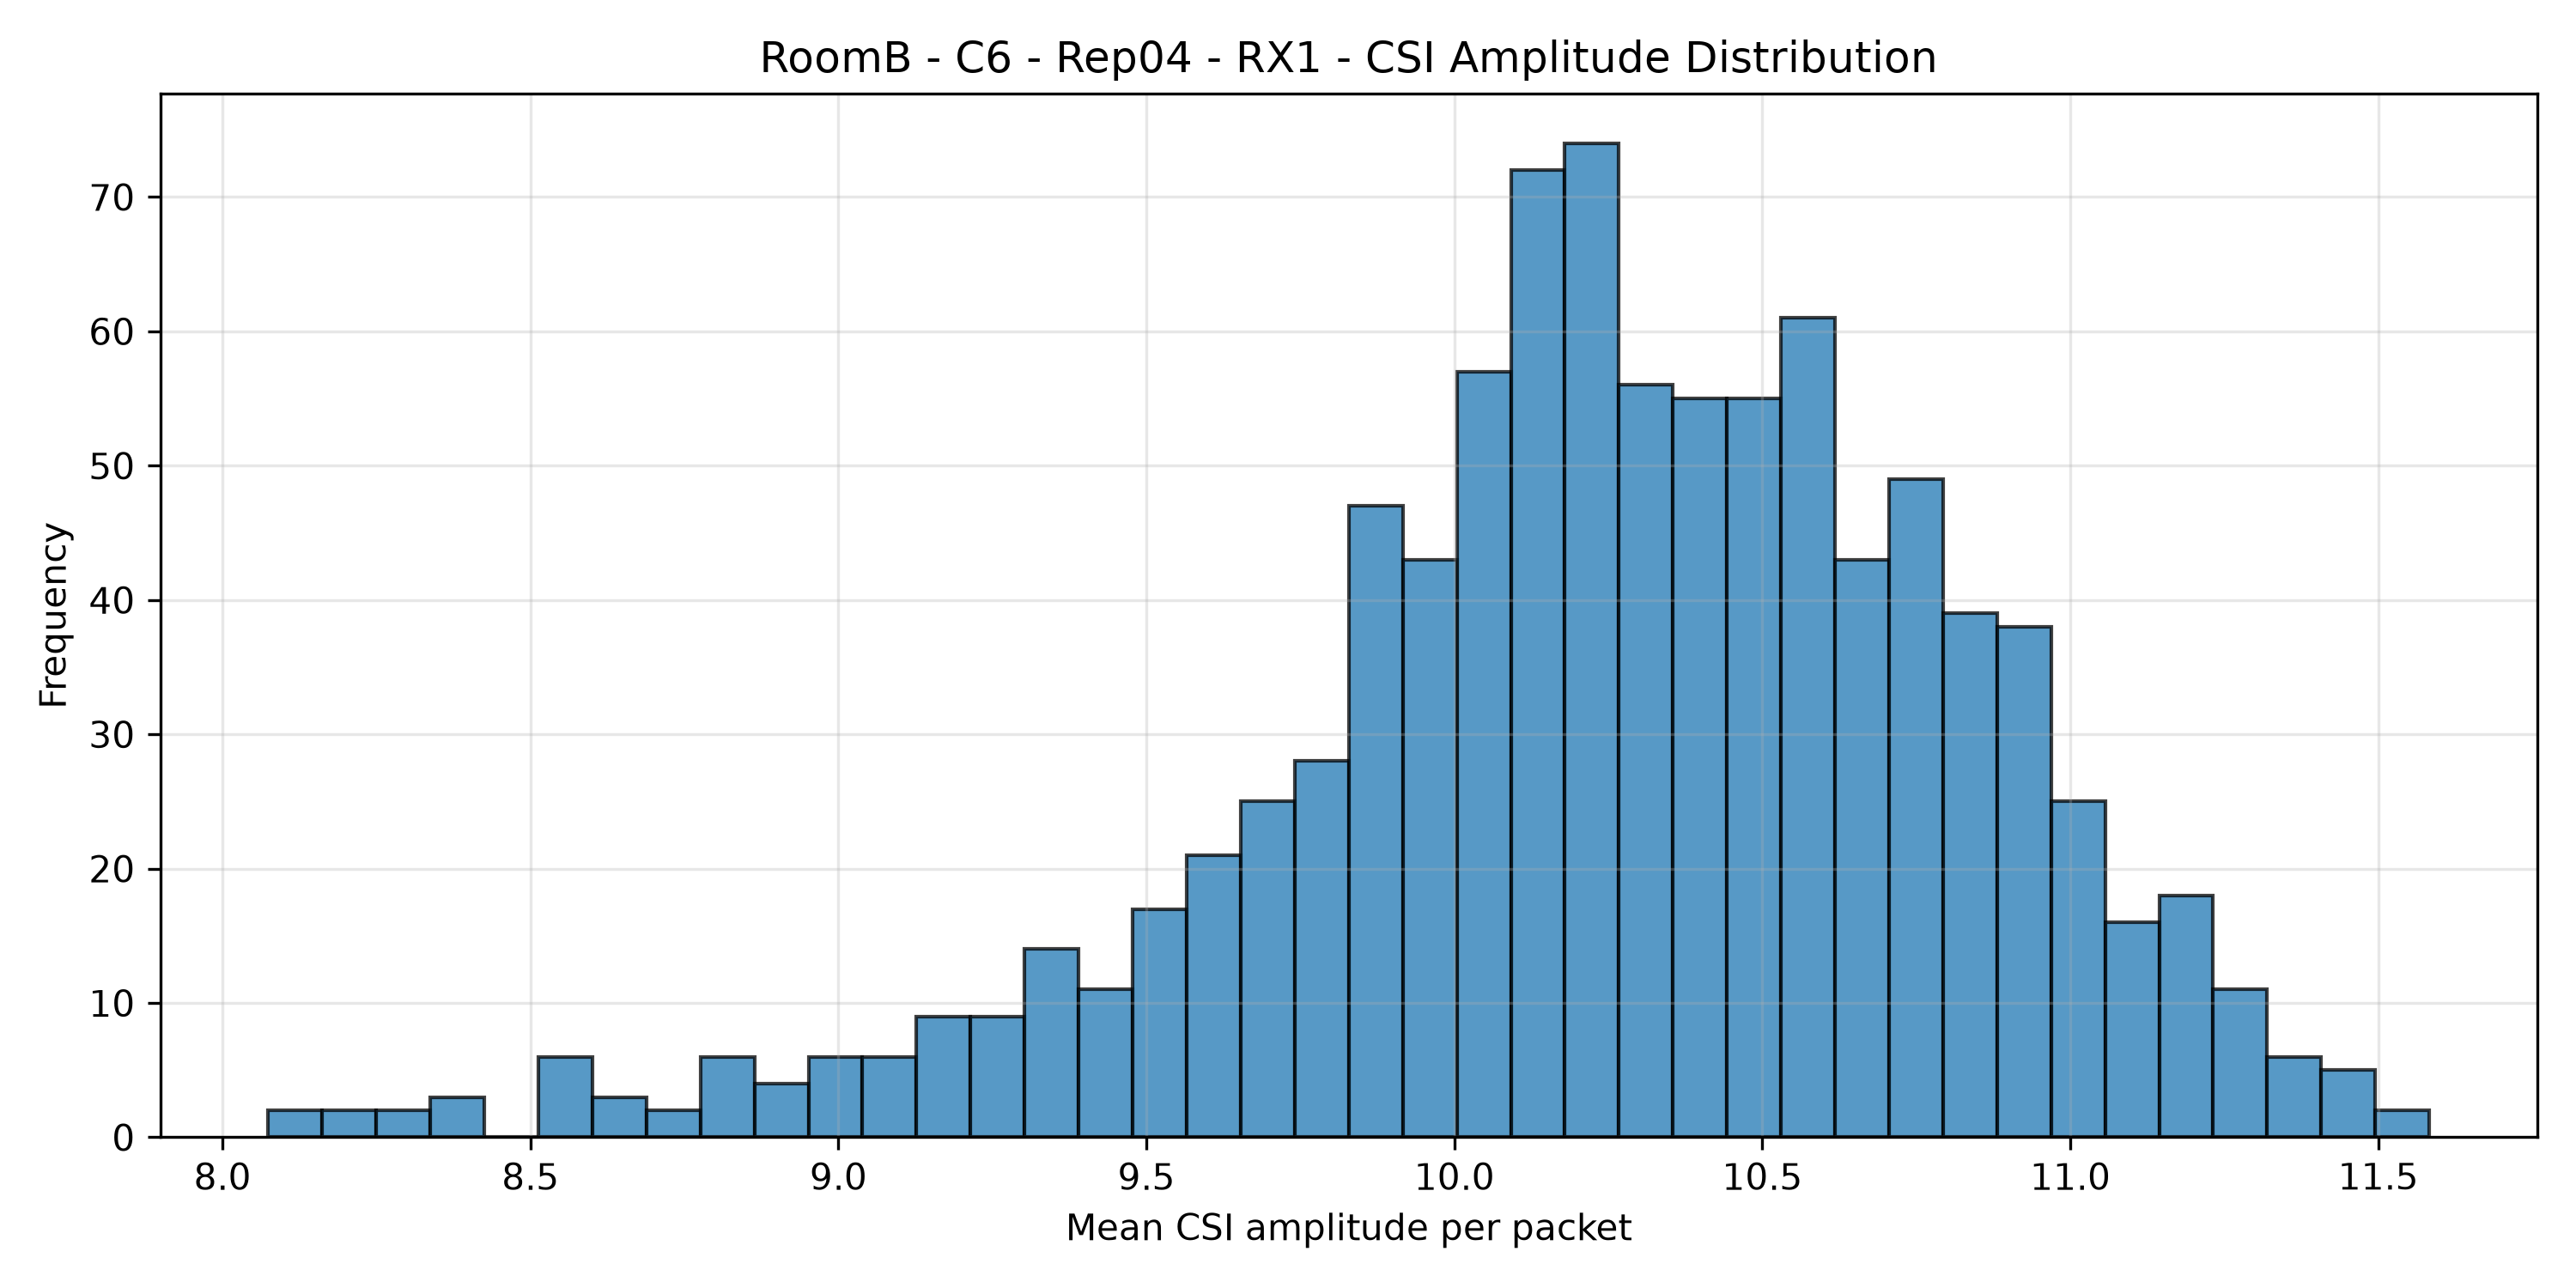 RoomB - C6 - Rep04 - RX1 - CSI Amplitude Distribution
70
60
50
40
30
20
10
0
Frequency
8.0 8.5 9.0 9.5 10.0 10.5 11.0 11.5
Mean CSI amplitude per packet